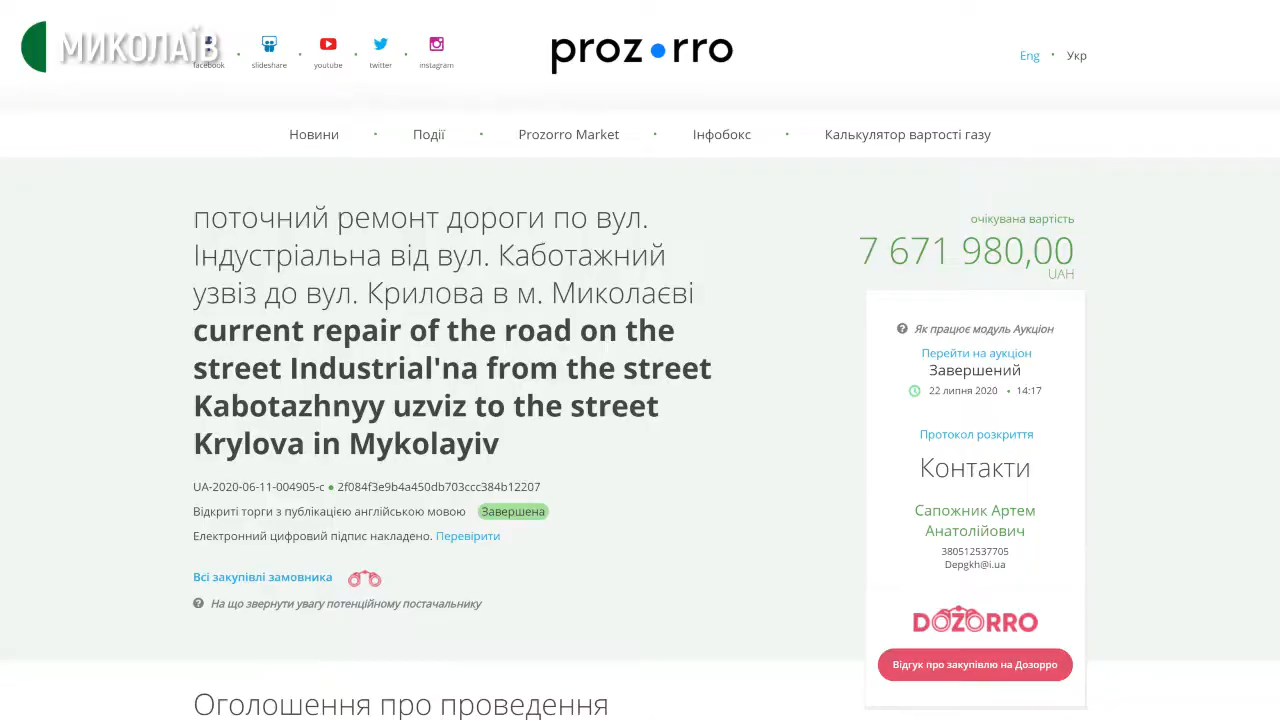 МИКОЛАЇВ
facebook
slideshare
youtube
twitter
instagram
prozorro
Eng • Укр
Новини • Події • Prozorro Market • Інфобокс • Калькулятор вартості газу
поточний ремонт дороги по вул.
Індустріальна від вул. Каботажний
узвіз до вул. Крилова в м. Миколаєві
current repair of the road on the
street Industrial'na from the street
Kabotazhnyy uzviz to the street
Krylova in Mykolayiv
UA-2020-06-11-004905-c ● 2f084f3e9b4a450db703ccc384b12207
Відкриті торги з публікацією англійською мовою Завершена
Електронний цифровий підпис накладено. Перевірити
Всі закупівлі замовника
На що звернути увагу потенційному постачальнику
Оголошення про проведення
очікувана вартість
7 671 980,00
UAH
Як працює модуль Аукціон
Перейти на аукціон
Завершений
22 липня 2020 • 14:17
Протокол розкриття
Контакти
Сапожник Артем
Анатолійович
380512537705
Depgkh@i.ua
DOZORRO
Відгук про закупівлю на Дозорро